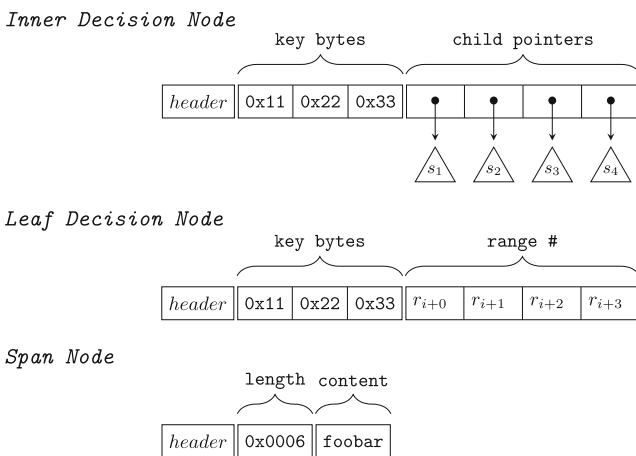 Inner Decision Node
key bytes child pointers
header 0x11 0x22 0x33
s1 s2 s3 s4
Leaf Decision Node
key bytes range #
header 0x11 0x22 0x33 ri+0 ri+1 ri+2 ri+3
Span Node
length content
header 0x0006 foobar